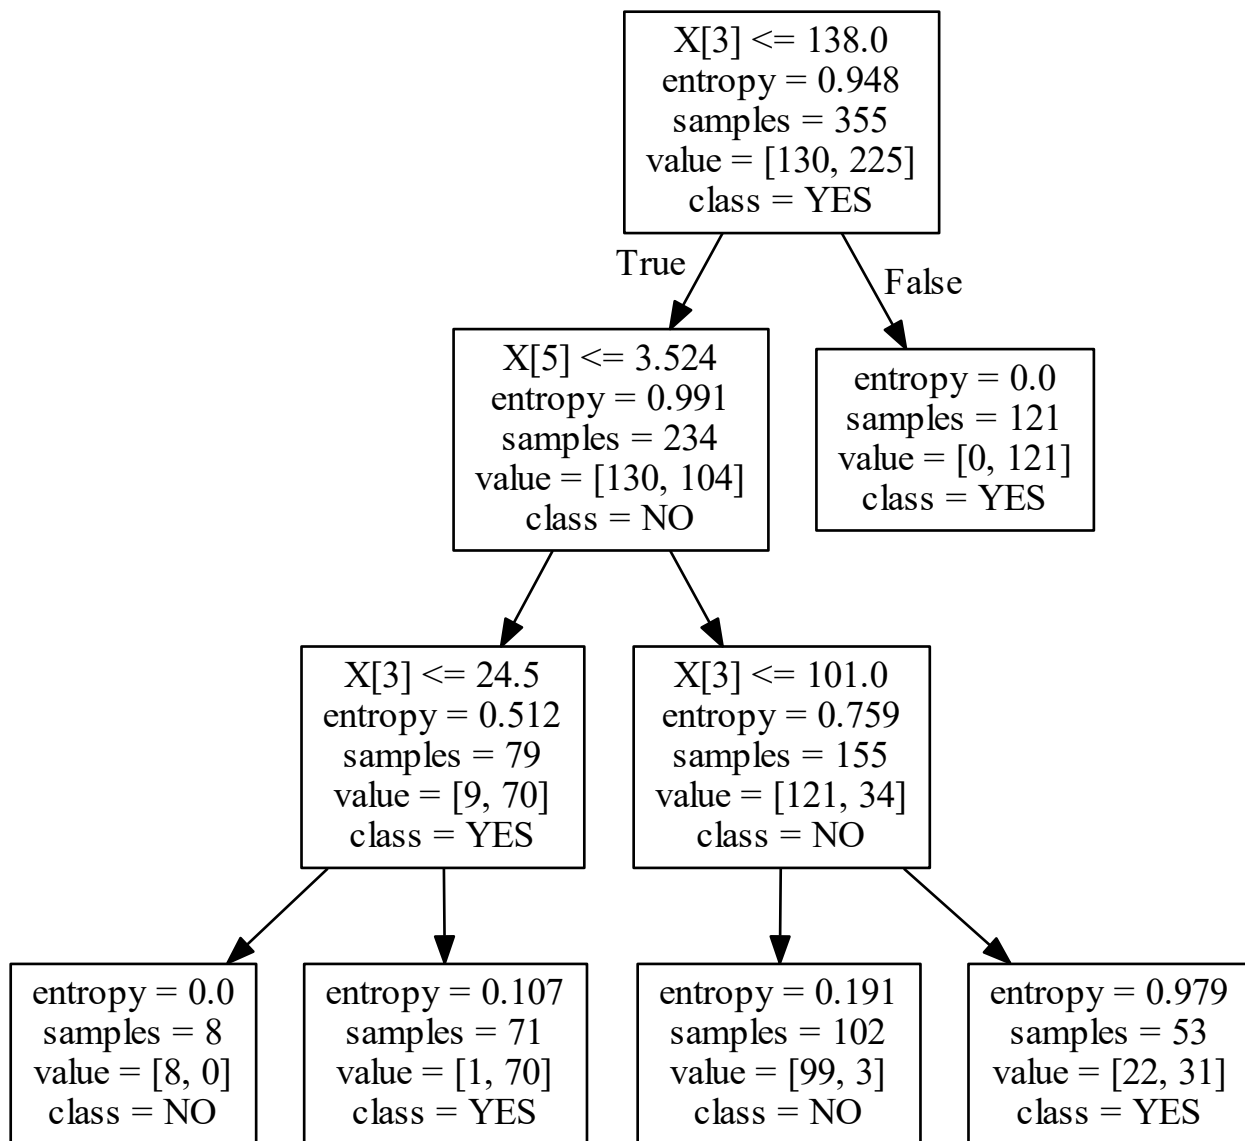 X[3] <= 138.0
entropy = 0.948
samples = 355
value = [130, 225]
class = YES
True
False
X[5] <= 3.524
entropy = 0.991
samples = 234
value = [130, 104]
class = NO
entropy = 0.0
samples = 121
value = [0, 121]
class = YES
X[3] <= 24.5
entropy = 0.512
samples = 79
value = [9, 70]
class = YES
X[3] <= 101.0
entropy = 0.759
samples = 155
value = [121, 34]
class = NO
entropy = 0.0
samples = 8
value = [8, 0]
class = NO
entropy = 0.107
samples = 71
value = [1, 70]
class = YES
entropy = 0.191
samples = 102
value = [99, 3]
class = NO
entropy = 0.979
samples = 53
value = [22, 31]
class = YES